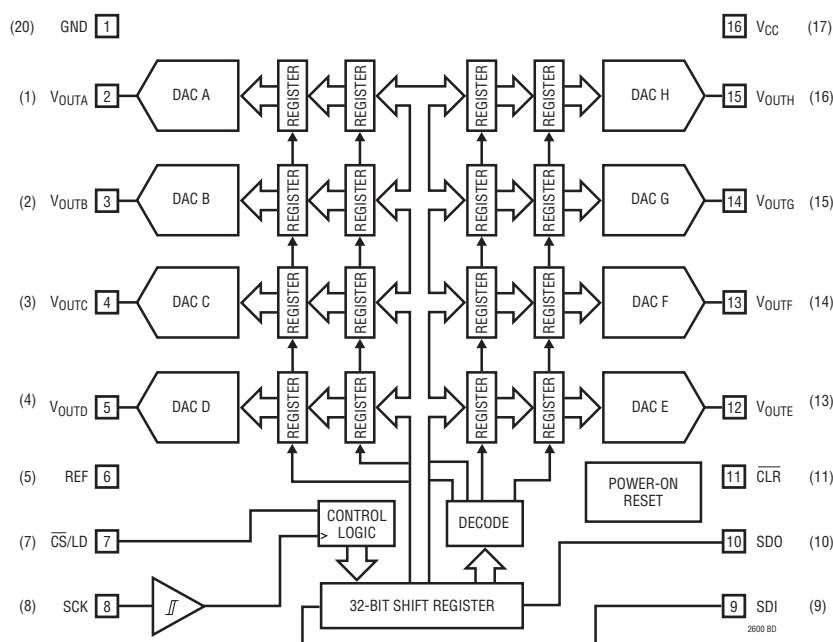 (20) GND 1
16 VCC (17)
REGISTER REGISTER REGISTER REGISTER
(1) VOUTA 2 DAC A
DAC H 15 VOUTH (16)
REGISTER REGISTER REGISTER REGISTER
(2) VOUTB 3 DAC B
DAC G 14 VOUTG (15)
REGISTER REGISTER REGISTER REGISTER
(3) VOUTC 4 DAC C
DAC F 13 VOUTF (14)
REGISTER REGISTER REGISTER REGISTER
(4) VOUTD 5 DAC D
DAC E 12 VOUTE (13)
(5) REF 6
POWER-ON
RESET
11 CLR (11)
(7) CS/LD 7
CONTROL
LOGIC
DECODE
10 SDO (10)
(8) SCK 8
32-BIT SHIFT REGISTER
9 SDI (9)
2600 BD